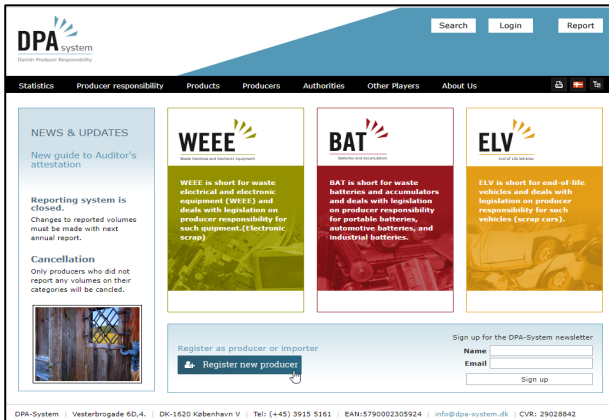 DPA system
Danish Producer Responsibility
Search Login Report
Statistics Producer responsibility Products Producers Authorities Other Players About Us
NEWS & UPDATES
New guide to Auditor's
attestation
Reporting system is
closed.
Changes to reported volumes
must be made with next
annual report.
Cancellation
Only producers who did not
report any volumes on their
categories will be cancled.
WEEE
Waste Electrical and Electronic Equipment
WEEE is short for waste
electrical and electronic
equipment (WEEE) and
deals with legislation on
producer responsibility for
such quipment.(Electronic
scrap)
BAT
Batteries and Accumulators
BAT is short for waste
batteries and accumulators
and deals with legislation
on producer responsibility
for portable batteries,
automotive batteries, and
industrial batteries.
ELV
End of Life Vehicles
ELV is short for end-of-life
vehicles and deals with
legislation on producer
responsibility for such
vehicles (scrap cars).
Register as producer or importer
Register new producer
Sign up for the DPA-System newsletter
Name
Email
Sign up
DPA-System | Vesterbrogade 6D,4. | DK-1620 København V | Tel: (+45) 3915 5161 | EAN:5790002305924 | info@dpa-system.dk | CVR: 29028842